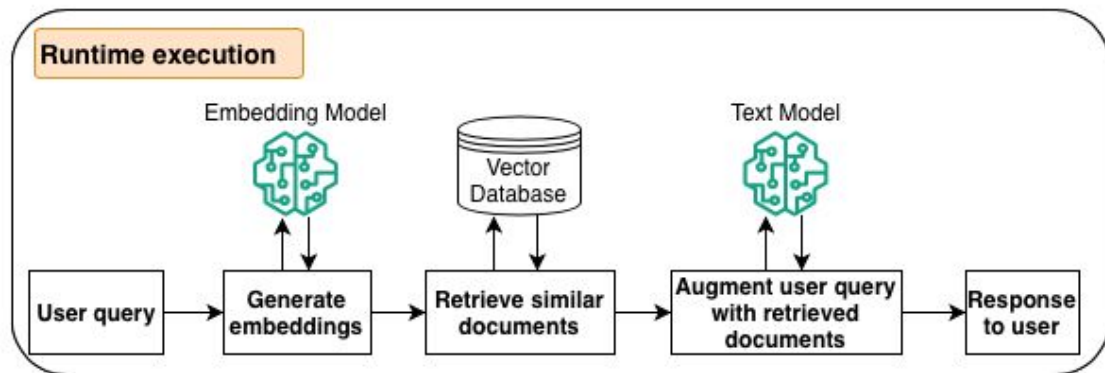 Runtime execution
Embedding Model
Vector
Database
Text Model
User query
Generate
embeddings
Retrieve similar
documents
Augment user query
with retrieved
documents
Response
to user